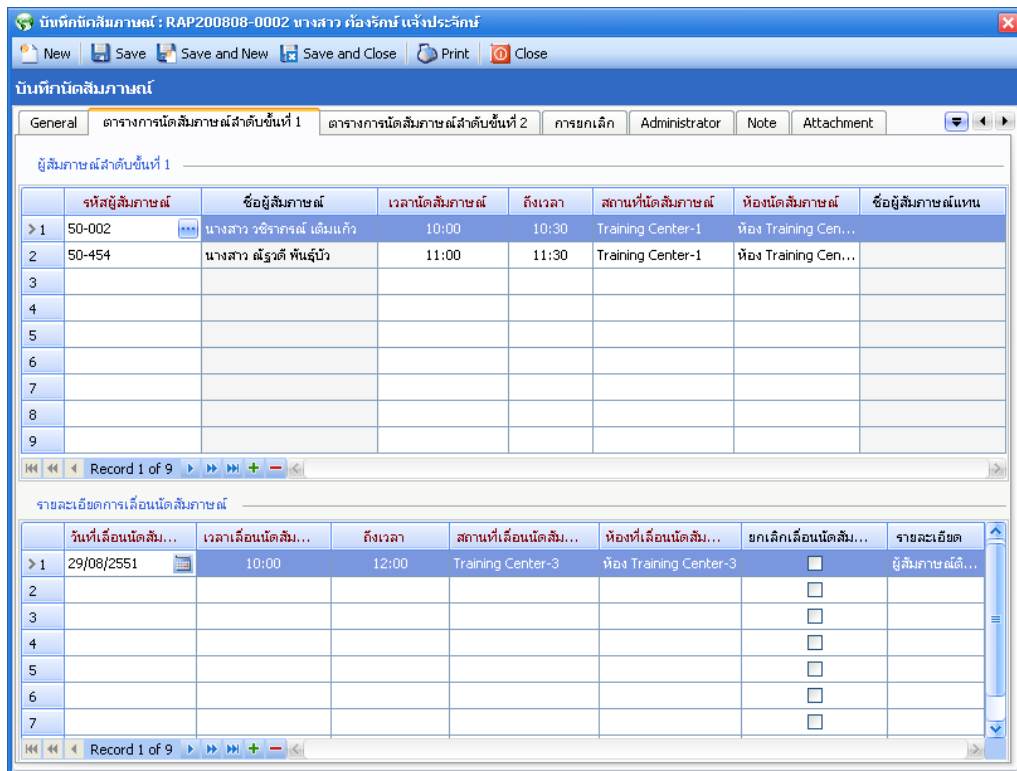 บันทึกนัดสัมภาษณ์ : RAP200808-0002 นางสาว ต้องรักษ์ แจ้งประจักษ์
New Save Save and New Save and Close Print Close
บันทึกนัดสัมภาษณ์
General ตารางการนัดสัมภาษณ์ลำดับขั้นที่ 1 ตารางการนัดสัมภาษณ์ลำดับขั้นที่ 2 การยกเลิก Administrator Note Attachment
ผู้สัมภาษณ์ลำดับขั้นที่ 1
รหัสผู้สัมภาษณ์ ชื่อผู้สัมภาษณ์ เวลานัดสัมภาษณ์ ถึงเวลา สถานที่นัดสัมภาษณ์ ห้องนัดสัมภาษณ์ ชื่อผู้สัมภาษณ์แทน
1 50-002 ... นางสาว วชิราภรณ์ เติมแก้ว 10:00 10:30 Training Center-1 ห้อง Training Cen...
2 50-454 นางสาว ณัฐวดี พันธุ์บัว 11:00 11:30 Training Center-1 ห้อง Training Cen...
3
4
5
6
7
8
9
Record 1 of 9
รายละเอียดการเลื่อนนัดสัมภาษณ์
วันที่เลื่อนนัดสัม... เวลาเลื่อนนัดสัม... ถึงเวลา สถานที่เลื่อนนัดสัม... ห้องที่เลื่อนนัดสัม... ยกเลิกเลื่อนนัดสัม... รายละเอียด
1 29/08/2551 10:00 12:00 Training Center-3 ห้อง Training Center-3 ผู้สัมภาษณ์ติ...
2
3
4
5
6
7
Record 1 of 9